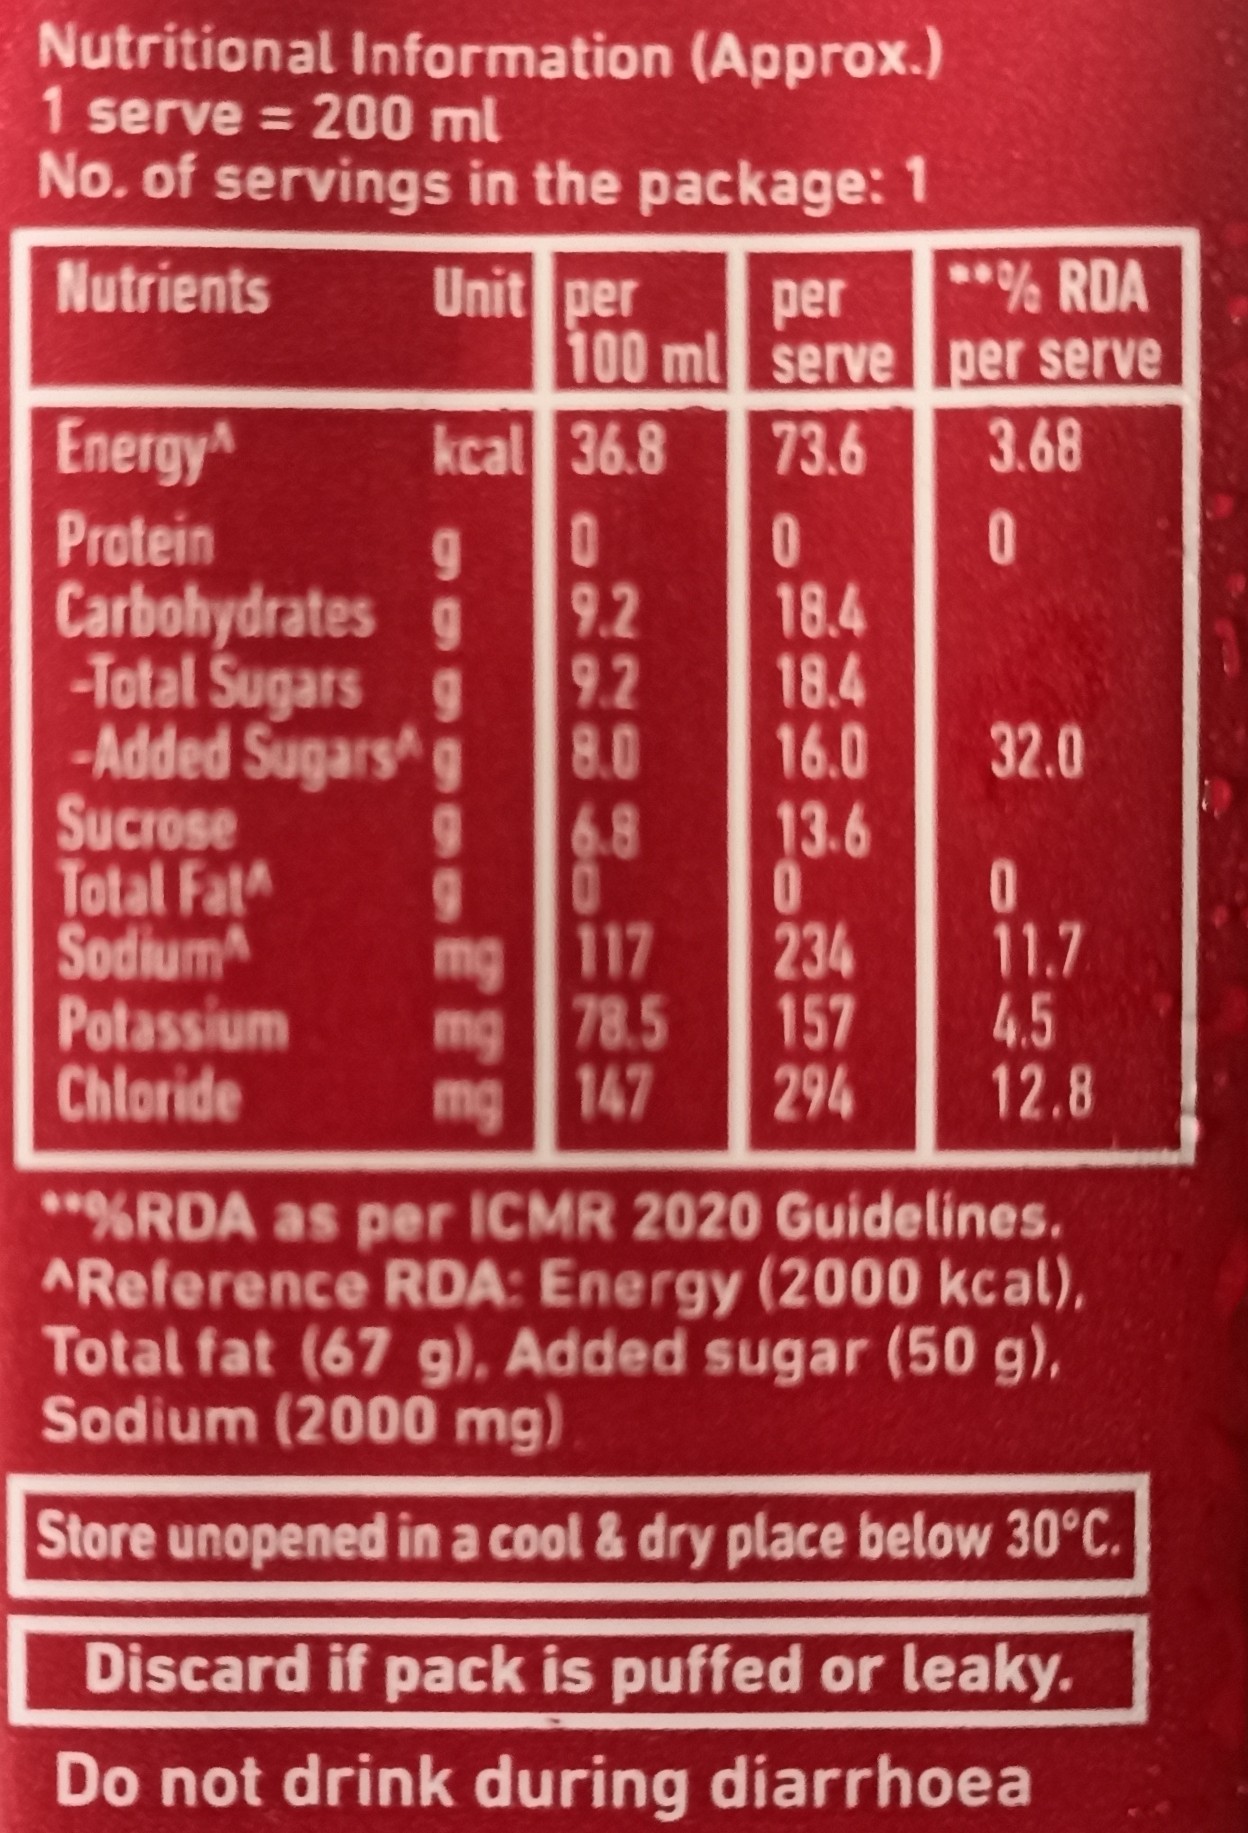 Nutritional Information (Approx.)
1 serve = 200 ml
No. of servings in the package: 1
Nutrients Unit per 100 ml per serve **% RDA per serve
Energy^ kcal 36.8 73.6 3.68
Protein g 0 0 0
Carbohydrates g 9.2 18.4
-Total Sugars g 9.2 18.4
-Added Sugars^ g 8.0 16.0 32.0
Sucrose g 6.8 13.6
Total Fat^ g 0 0 0
Sodium^ mg 117 234 11.7
Potassium mg 78.5 157 4.5
Chloride mg 147 294 12.8
**%RDA as per ICMR 2020 Guidelines.
^Reference RDA: Energy (2000 kcal),
Total fat (67 g), Added sugar (50 g),
Sodium (2000 mg)
Store unopened in a cool & dry place below 30°C.
Discard if pack is puffed or leaky.
Do not drink during diarrhoea